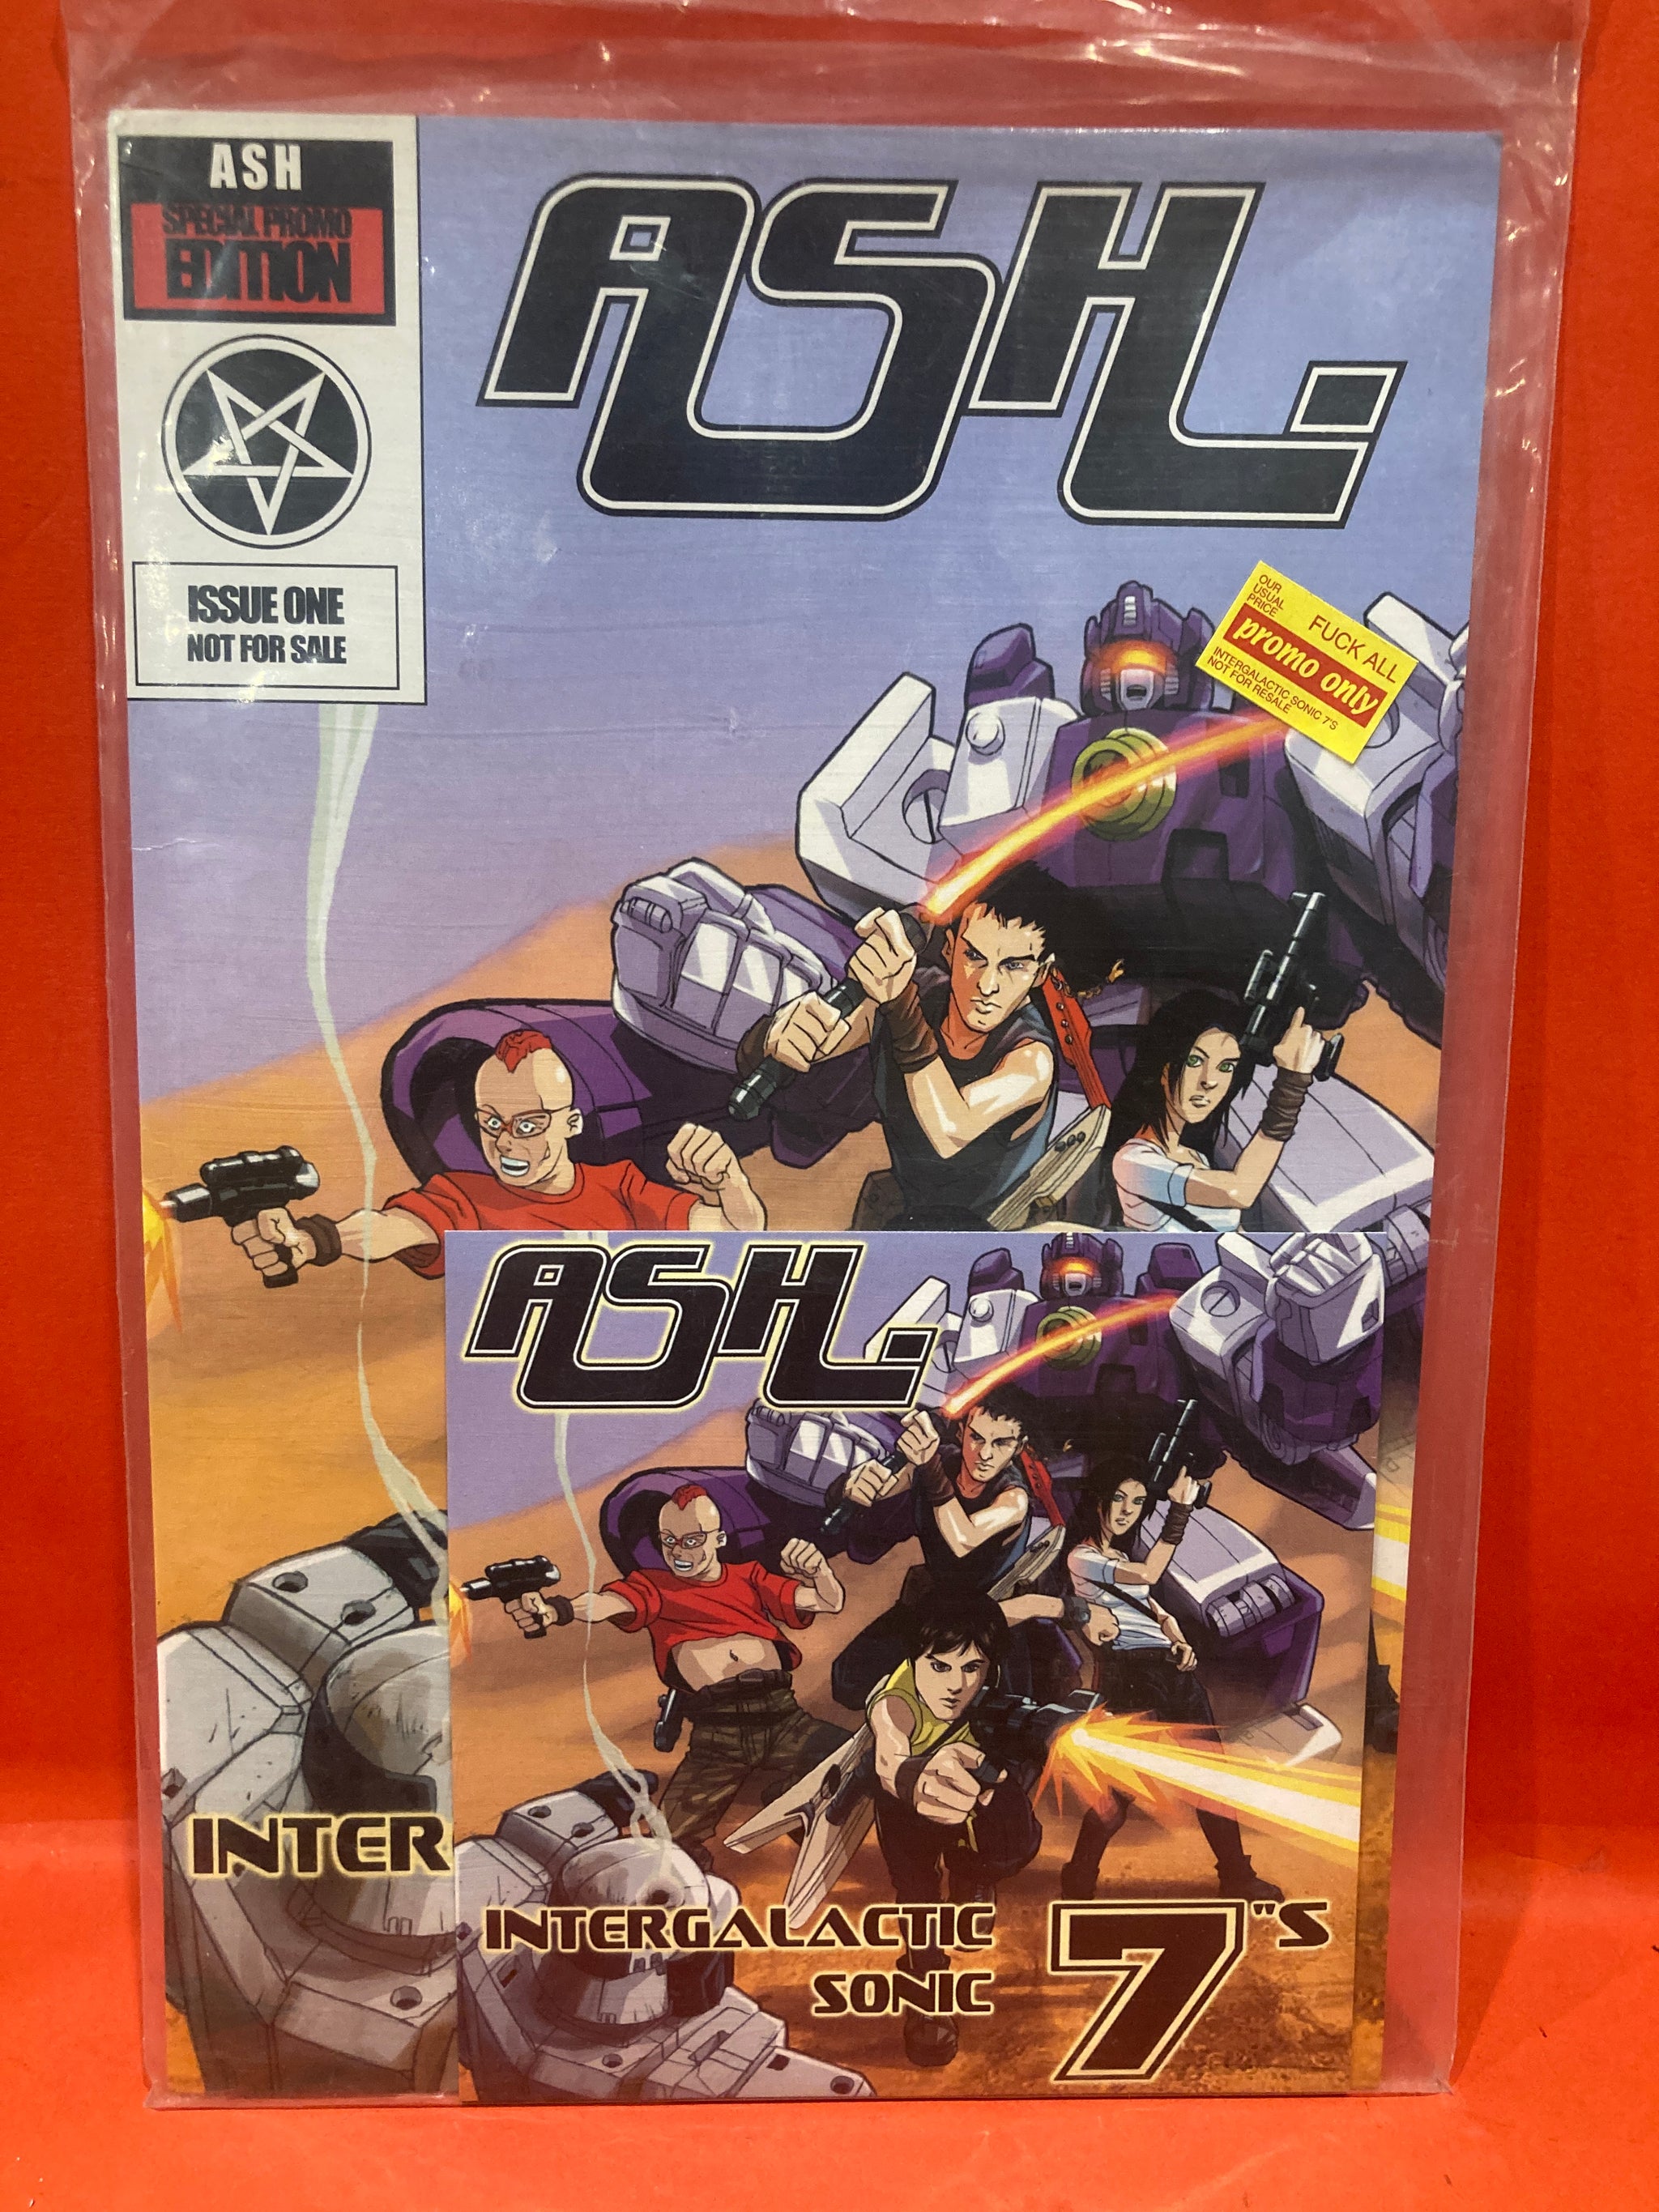 ASH
SPECIAL PROMO
EDITION
ISSUE ONE
NOT FOR SALE
ASH.
OUR
USUAL
PRICE
FUCK ALL
promo only
INTERGALACTIC SONIC 7'S
NOT FOR RESALE
INTER
ASH.
INTERGALACTIC
SONIC
7"S